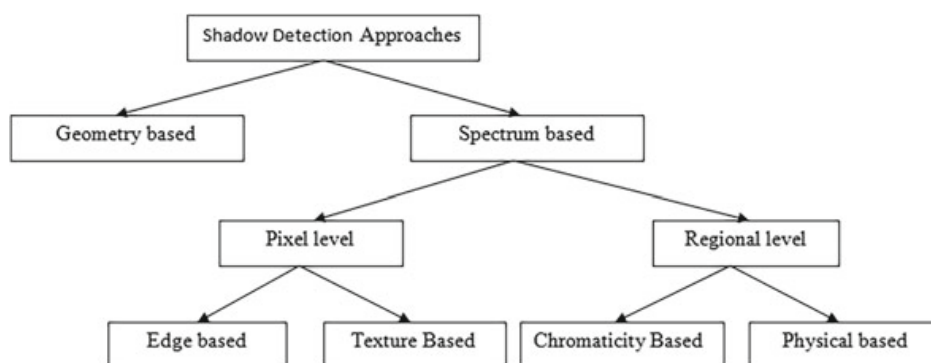 Shadow Detection Approaches
Geometry based
Spectrum based
Pixel level
Regional level
Edge based
Texture Based
Chromaticity Based
Physical based